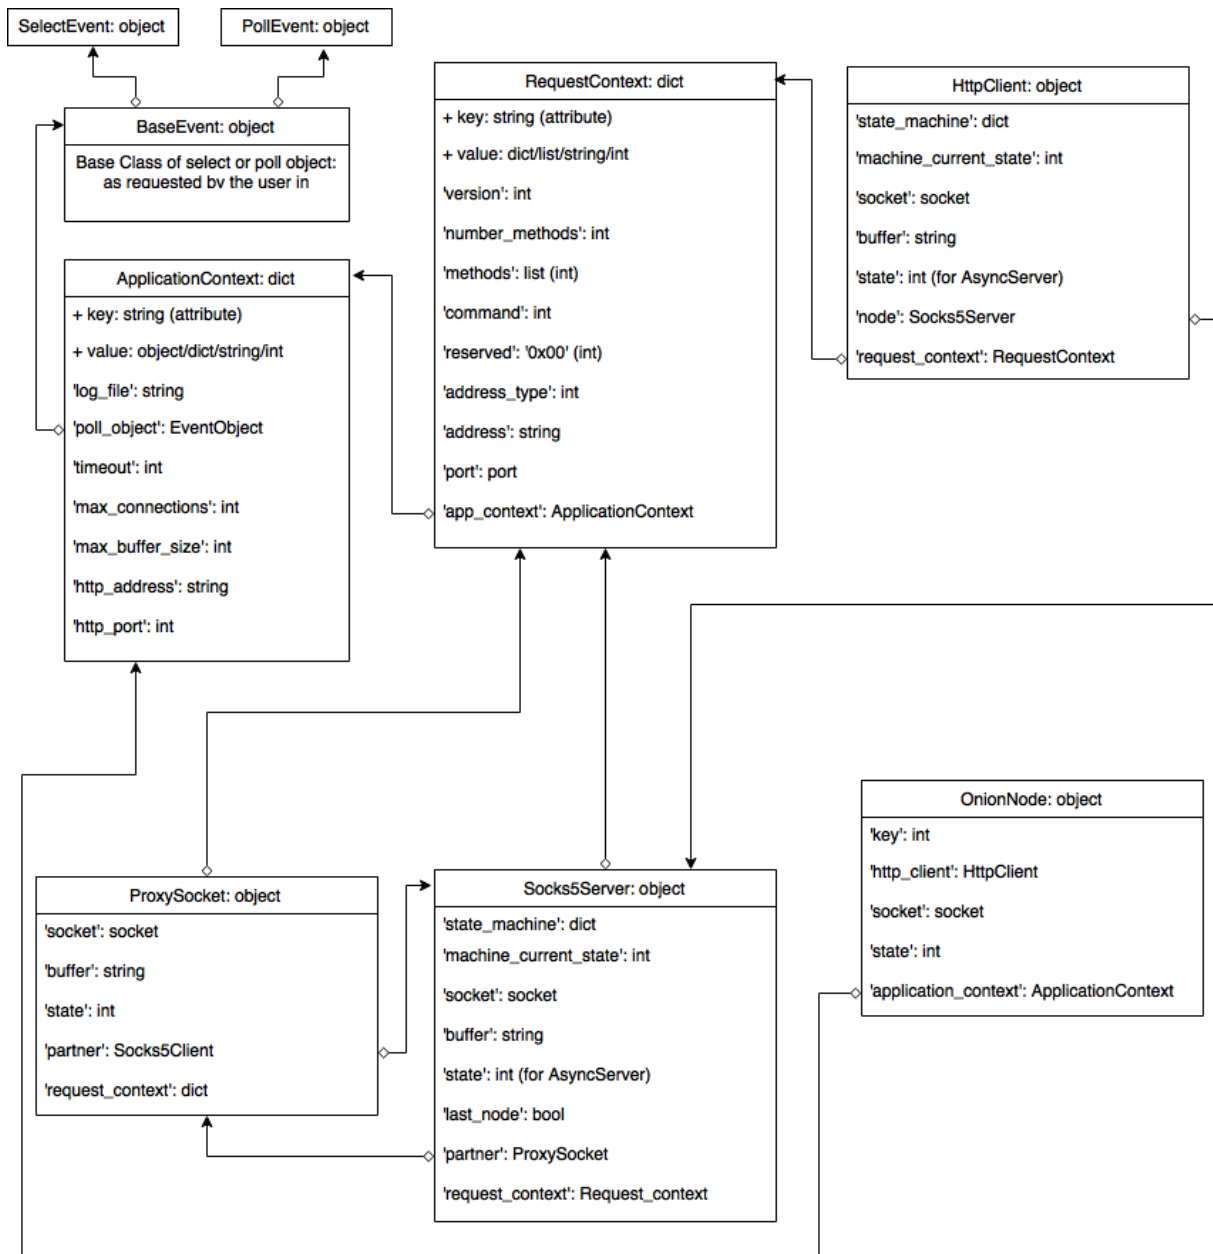 SelectEvent: object
PollEvent: object
BaseEvent: object
Base Class of select or poll object:
as requested by the user in
ApplicationContext: dict
+ key: string (attribute)
+ value: object/dict/string/int
'log_file': string
'poll_object': EventObject
'timeout': int
'max_connections': int
'max_buffer_size': int
'http_address': string
'http_port': int
RequestContext: dict
+ key: string (attribute)
+ value: dict/list/string/int
'version': int
'number_methods': int
'methods': list (int)
'command': int
'reserved': '0x00' (int)
'address_type': int
'address': string
'port': port
'app_context': ApplicationContext
HttpClient: object
'state_machine': dict
'machine_current_state': int
'socket': socket
'buffer': string
'state': int (for AsyncServer)
'node': Socks5Server
'request_context': RequestContext
ProxySocket: object
'socket': socket
'buffer': string
'state': int
'partner': Socks5Client
'request_context': dict
Socks5Server: object
'state_machine': dict
'machine_current_state': int
'socket': socket
'buffer': string
'state': int (for AsyncServer)
'last_node': bool
'partner': ProxySocket
'request_context': Request_context
OnionNode: object
'key': int
'http_client': HttpClient
'socket': socket
'state': int
'application_context': ApplicationContext